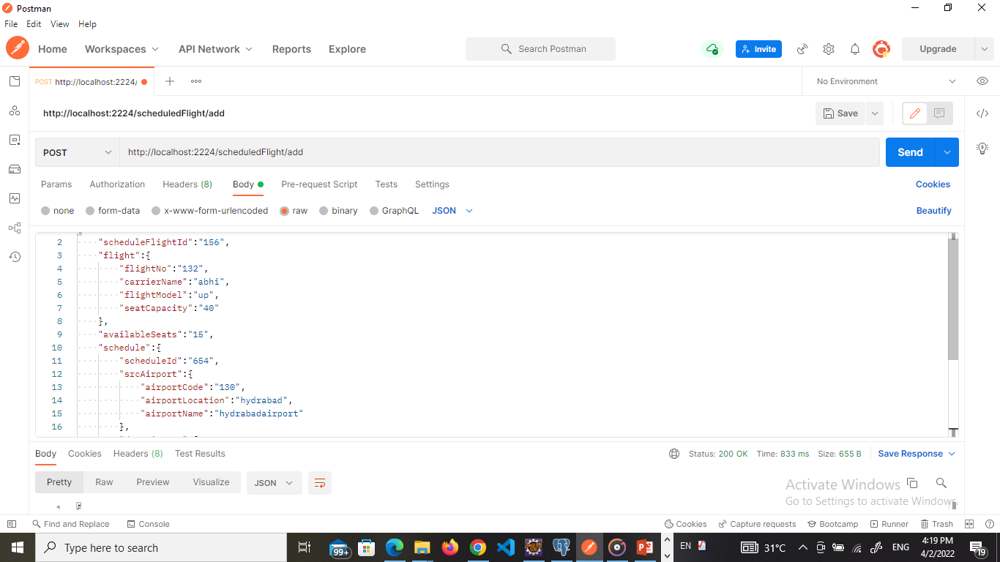 Postman
File Edit View Help
Home Workspaces API Network Reports Explore Search Postman Invite Upgrade
POST http://localhost:2224/ No Environment
http://localhost:2224/scheduledFlight/add Save
POST http://localhost:2224/scheduledFlight/add Send
Params Authorization Headers (8) Body Pre-request Script Tests Settings Cookies
none form-data x-www-form-urlencoded raw binary GraphQL JSON Beautify
2 "scheduleFlightId":"156",
3 "flight":{
4 "flightNo":"132",
5 "carrierName":"abhi",
6 "flightModel":"up",
7 "seatCapacity":"40"
8 },
9 "availableSeats":"15",
10 "schedule":{
11 "scheduleId":"654",
12 "srcAirport":{
13 "airportCode":"130",
14 "airportLocation":"hydrabad",
15 "airportName":"hydrabadairport"
16 },
Body Cookies Headers (8) Test Results Status: 200 OK Time: 833 ms Size: 655 B Save Response
Pretty Raw Preview Visualize JSON
Activate Windows
Go to Settings to activate Windows.
1 {
Find and Replace Console Cookies Capture requests Bootcamp Runner Trash
Type here to search 99+ EN 31°C ENG 4:19 PM
4/2/2022 19